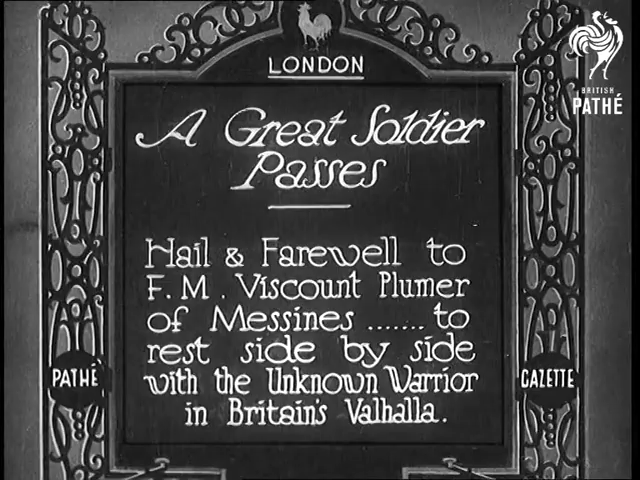 LONDON
BRITISH
PATHÉ
A Great Soldier
Passes
Hail & Farewell to
F. M. Viscount Plumer
of Messines ....... to
rest side by side
with the Unknown Warrior
in Britain's Valhalla.
PATHÉ
GAZETTE